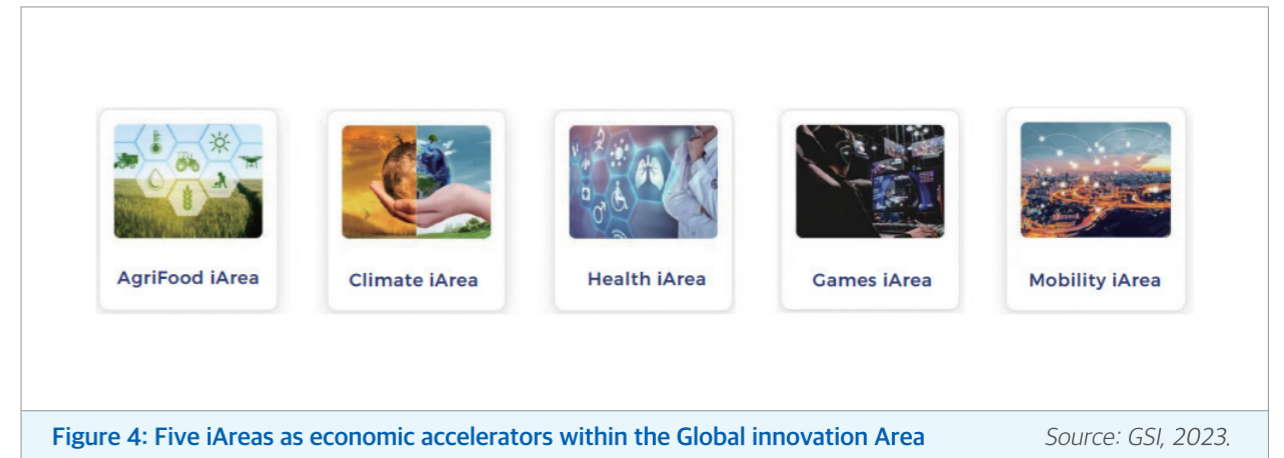 AgriFood iArea
Climate iArea
Health iArea
Games iArea
Mobility iArea
Figure 4: Five iAreas as economic accelerators within the Global innovation Area
Source: GSI, 2023.